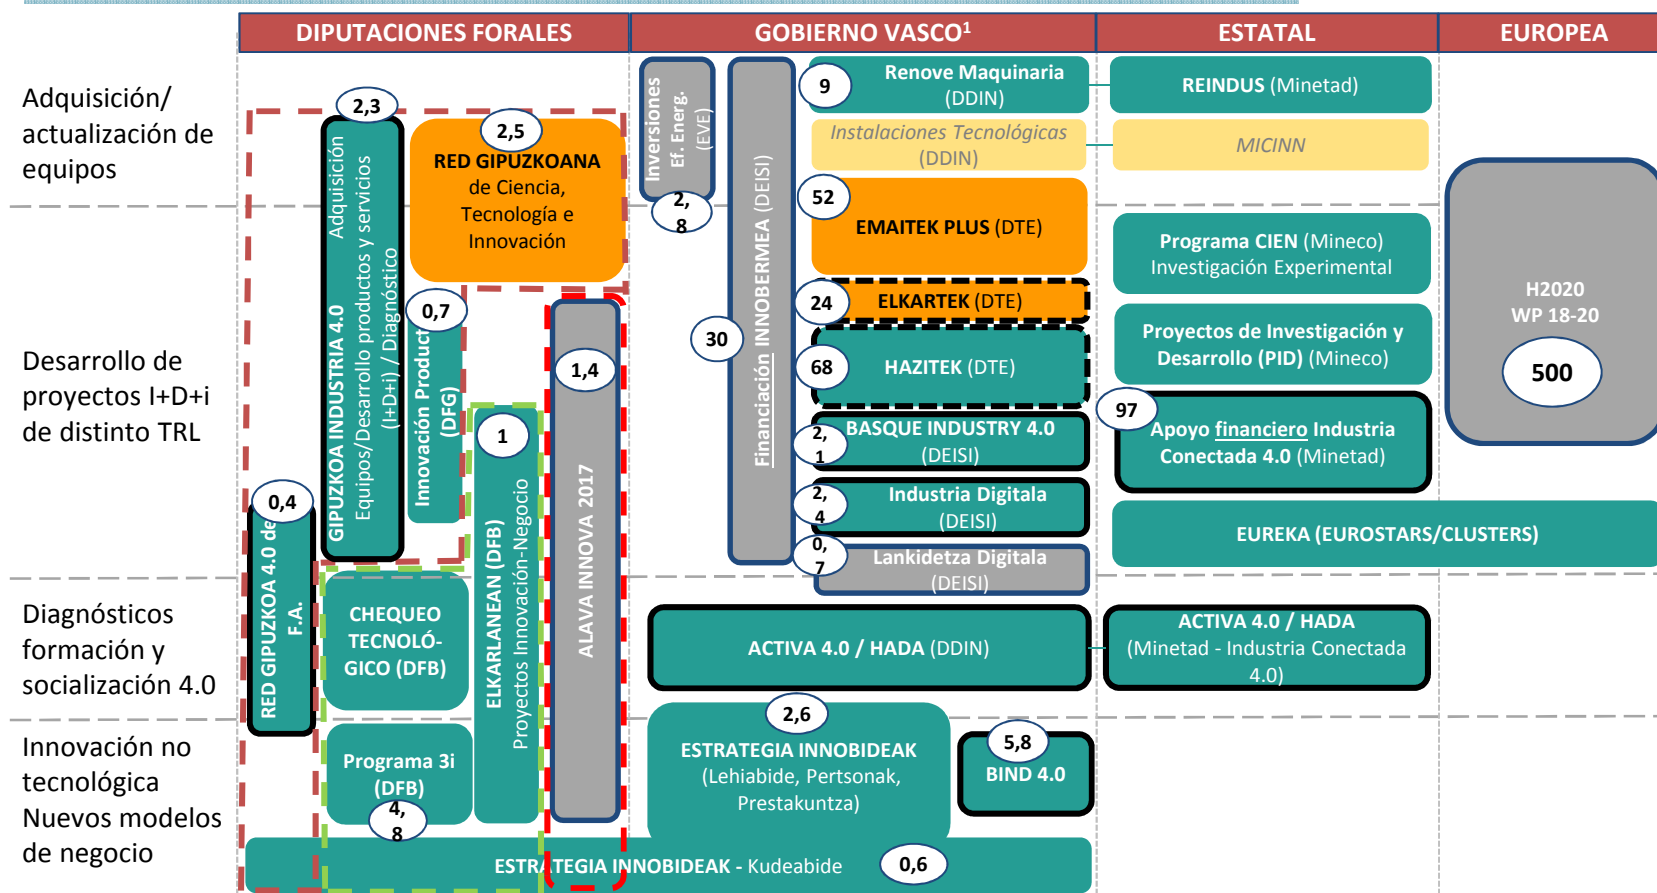 DIPUTACIONES FORALES
GOBIERNO VASCO1
ESTATAL
EUROPEA
Adquisición/
actualización de
equipos
Desarrollo de
proyectos I+D+i
de distinto TRL
Diagnósticos
formación y
socialización 4.0
Innovación no
tecnológica
Nuevos modelos
de negocio
0,4
RED GIPUZKOA 4.0 de
F.A.
2,3
GIPUZKOA INDUSTRIA 4.0 Adquisición
Equipos/Desarrollo productos y servicios
(I+D+i) / Diagnóstico
2,5
RED GIPUZKOANA
de Ciencia,
Tecnología e
Innovación
0,7
Innovación Product
(DFG)
1
ELKARLANEAN (DFB)
Proyectos Innovación-Negocio
1,4
ALAVA INNOVA 2017
CHEQUEO
TECNOLÓ-
GICO (DFB)
Programa 3i
(DFB)
4,
8
ESTRATEGIA INNOBIDEAK - Kudeabide
0,6
Inversiones
Ef. Energ.
(EVE)
2,
8
30
Financiación INNOBERMEA (DEISI)
9
Renove Maquinaria
(DDIN)
Instalaciones Tecnológicas
(DDIN)
52
EMAITEK PLUS (DTE)
24
ELKARTEK (DTE)
68
HAZITEK (DTE)
2,
1
BASQUE INDUSTRY 4.0
(DEISI)
2,
4
Industria Digitala
(DEISI)
0,
7
Lankidetza Digitala
(DEISI)
ACTIVA 4.0 / HADA (DDIN)
2,6
ESTRATEGIA INNOBIDEAK
(Lehiabide, Pertsonak,
Prestakuntza)
5,8
BIND 4.0
REINDUS (Minetad)
MICINN
Programa CIEN (Mineco)
Investigación Experimental
Proyectos de Investigación y
Desarrollo (PID) (Mineco)
97
Apoyo financiero Industria
Conectada 4.0 (Minetad)
EUREKA (EUROSTARS/CLUSTERS)
ACTIVA 4.0 / HADA
(Minetad - Industria Conectada
4.0)
H2020
WP 18-20
500